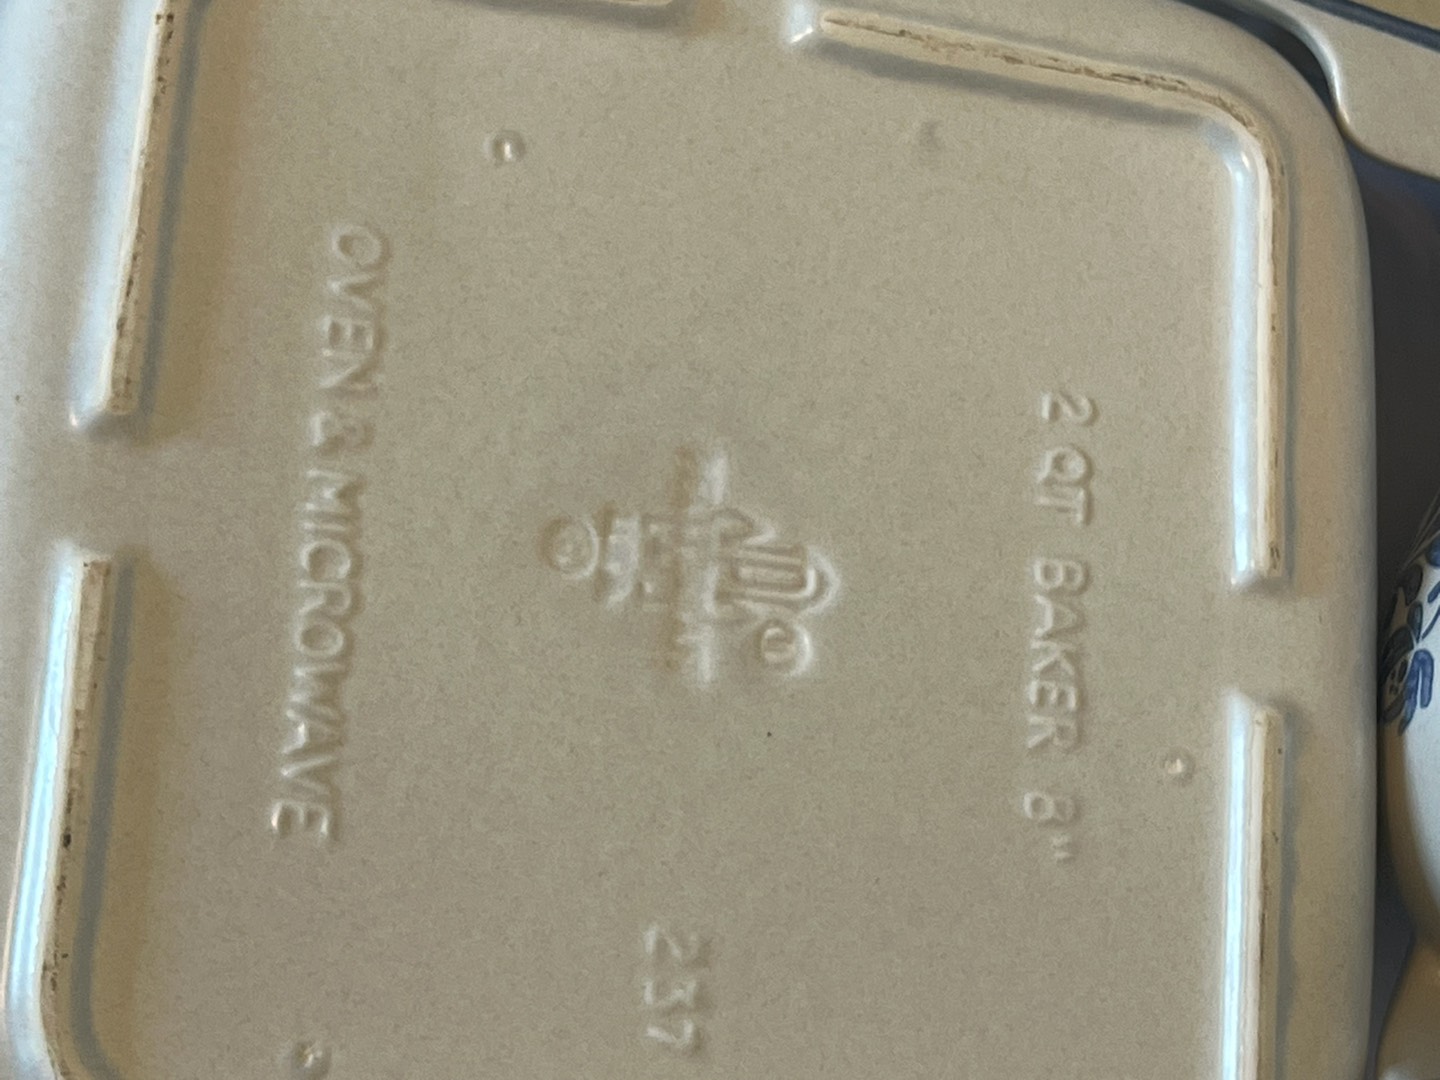 2 QT BAKER 8"
OVEN & MICROWAVE
237